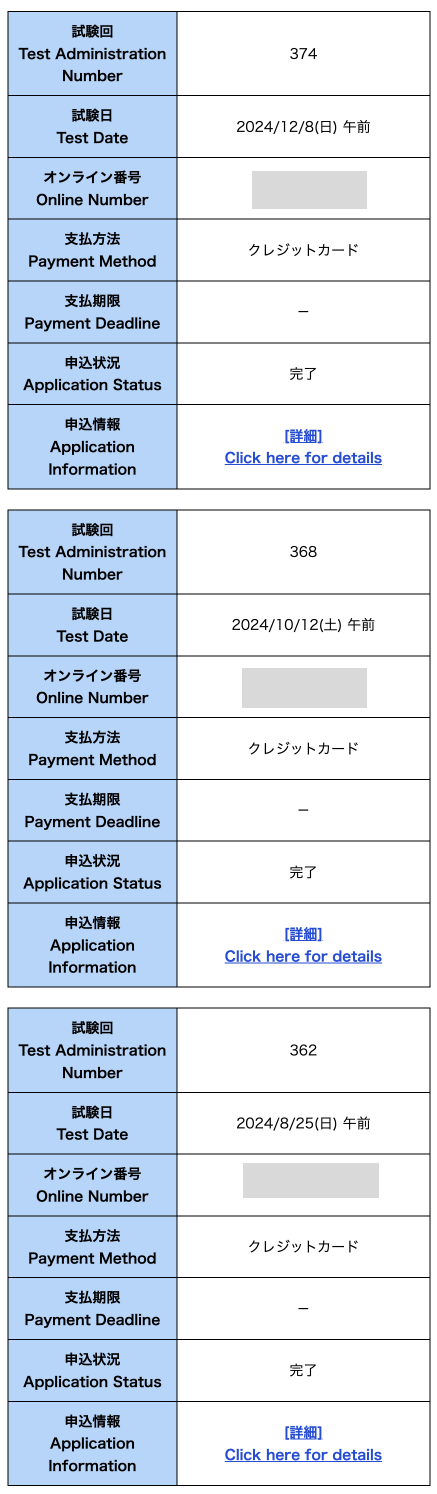 試験回
Test Administration
Number
374
試験日
Test Date
2024/12/8(日) 午前
オンライン番号
Online Number
支払方法
Payment Method
クレジットカード
支払期限
Payment Deadline
ー
申込状況
Application Status
完了
申込情報
Application
Information
[詳細]
Click here for details
試験回
Test Administration
Number
368
試験日
Test Date
2024/10/12(土) 午前
オンライン番号
Online Number
支払方法
Payment Method
クレジットカード
支払期限
Payment Deadline
ー
申込状況
Application Status
完了
申込情報
Application
Information
[詳細]
Click here for details
試験回
Test Administration
Number
362
試験日
Test Date
2024/8/25(日) 午前
オンライン番号
Online Number
支払方法
Payment Method
クレジットカード
支払期限
Payment Deadline
ー
申込状況
Application Status
完了
申込情報
Application
Information
[詳細]
Click here for details